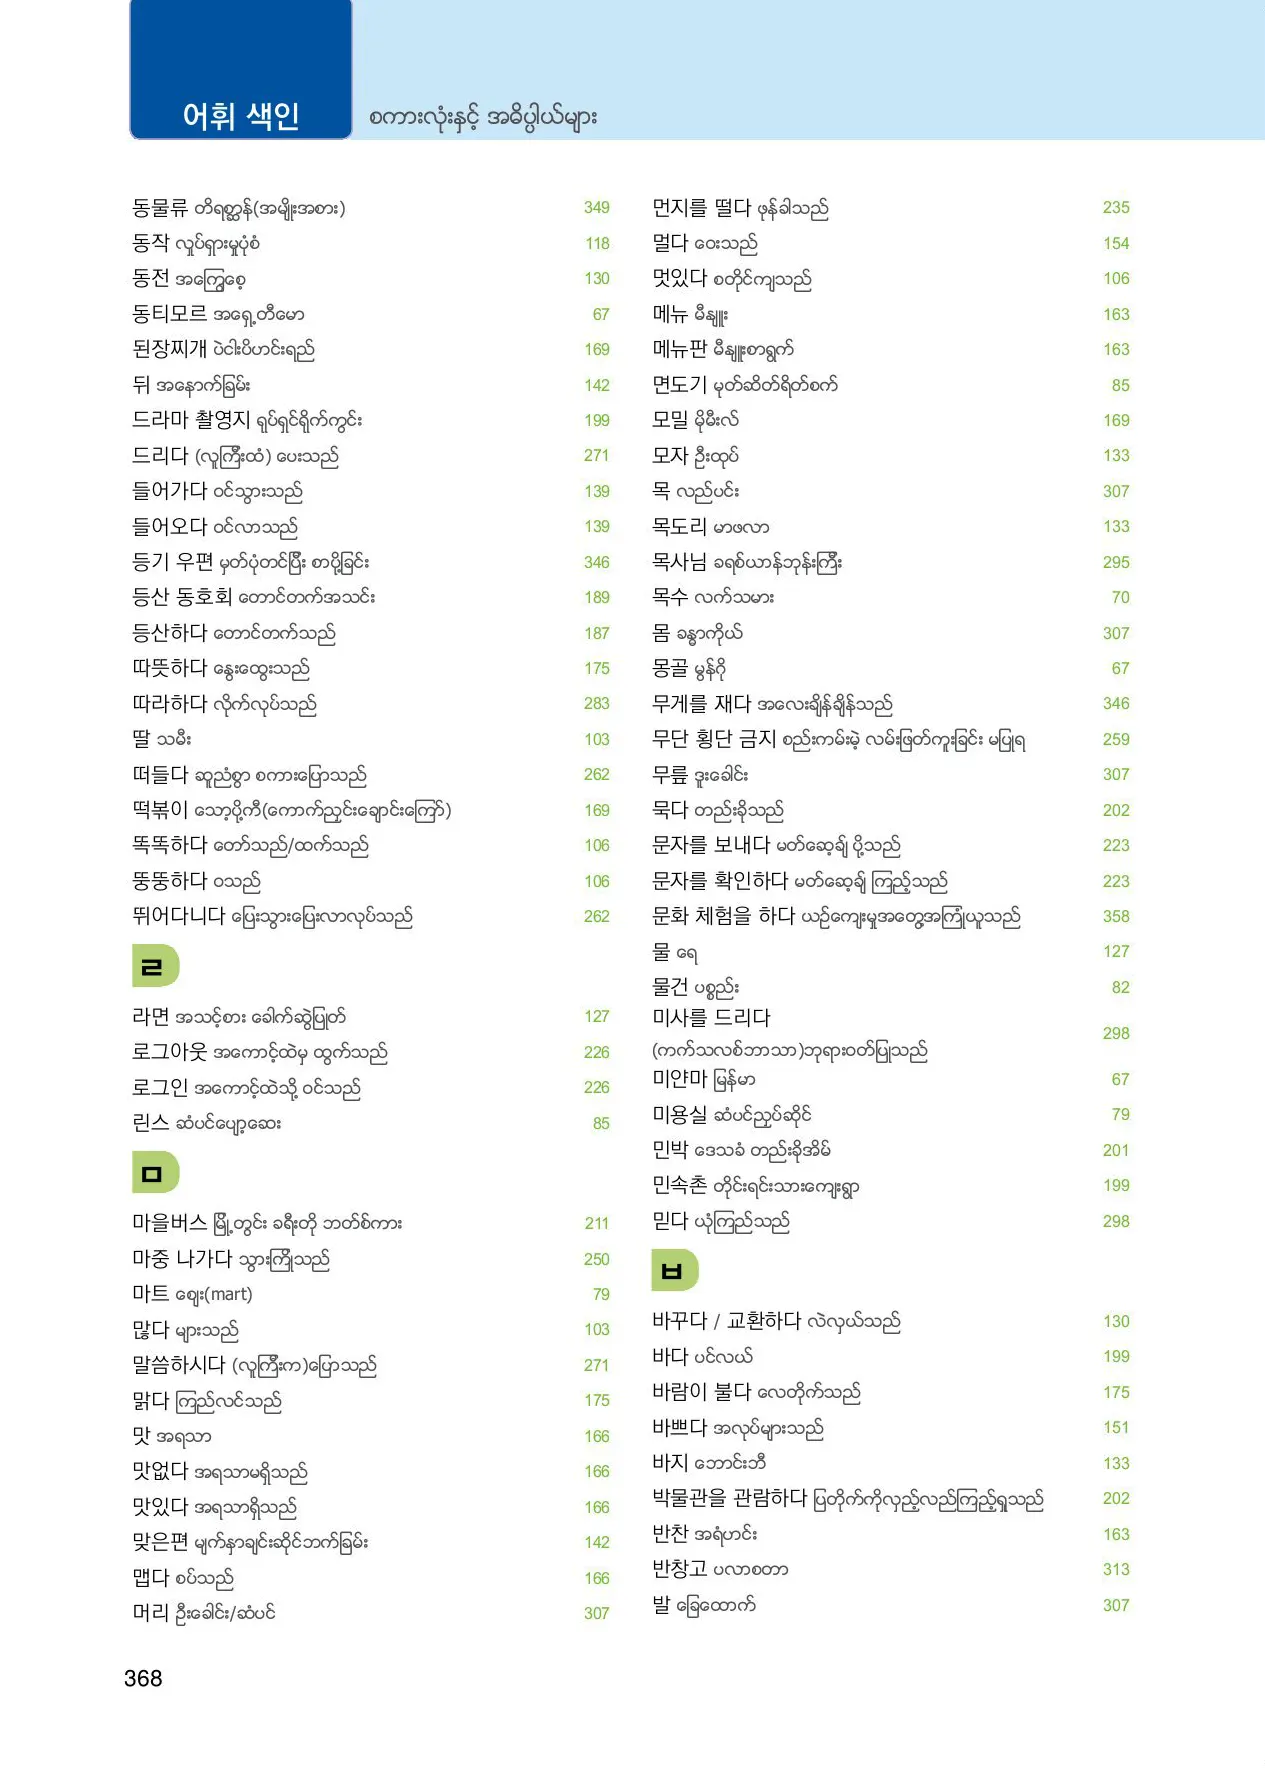 어휘 색인 စကားလုံးနှင့် အဓိပ္ပါယ်များ
동물류 တိရစ္ဆာန်(အမျိုးအစား) 349
동작 လှုပ်ရှားမှုပုံစံ 118
동전 အကြွေစေ့ 130
동티모르 အရှေ့တီမော 67
된장찌개 ပဲငါးပိဟင်းရည် 169
뒤 အနောက်ခြမ်း 142
드라마 촬영지 ရုပ်ရှင်ရိုက်ကွင်း 199
드리다 (လူကြီးထံ) ပေးသည် 271
들어가다 ဝင်သွားသည် 139
들어오다 ဝင်လာသည် 139
등기 우편 မှတ်ပုံတင်ပြီး စာပို့ခြင်း 346
등산 동호회 တောင်တက်အသင်း 189
등산하다 တောင်တက်သည် 187
따뜻하다 နွေးထွေးသည် 175
따라하다 လိုက်လုပ်သည် 283
딸 သမီး 103
떠들다 ဆူညံစွာ စကားပြောသည် 262
떡볶이 သော့ပို့ကီ(ကောက်ညှင်းချောင်းကြော်) 169
똑똑하다 တော်သည်/ထက်သည် 106
뚱뚱하다 ဝသည် 106
뛰어다니다 ပြေးသွားပြေးလာလုပ်သည် 262
ㄹ
라면 အသင့်စား ခေါက်ဆွဲပြုတ် 127
로그아웃 အကောင့်ထဲမှ ထွက်သည် 226
로그인 အကောင့်ထဲသို့ ဝင်သည် 226
린스 ဆံပင်ပျော့ဆေး 85
ㅁ
마을버스 မြို့တွင်း ခရီးတို ဘတ်စ်ကား 211
마중 나가다 သွားကြိုသည် 250
마트 ဈေး(mart) 79
많다 များသည် 103
말씀하시다 (လူကြီးက)ပြောသည် 271
맑다 ကြည်လင်သည် 175
맛 အရသာ 166
맛없다 အရသာမရှိသည် 166
맛있다 အရသာရှိသည် 166
맞은편 မျက်နှာချင်းဆိုင်ဘက်ခြမ်း 142
맵다 စပ်သည် 166
머리 ဦးခေါင်း/ဆံပင် 307
먼지를 떨다 ဖုန်ခါသည် 235
멀다 ဝေးသည် 154
멋있다 စတိုင်ကျသည် 106
메뉴 မီနျူး 163
메뉴판 မီနျူးစာရွက် 163
면도기 မုတ်ဆိတ်ရိတ်စက် 85
모밀 မိုမီးလ် 169
모자 ဦးထုပ် 133
목 လည်ပင်း 307
목도리 မာဖလာ 133
목사님 ခရစ်ယာန်ဘုန်းကြီး 295
목수 လက်သမား 70
몸 ခန္ဓာကိုယ် 307
몽골 မွန်ဂို 67
무게를 재다 အလေးချိန်ချိန်သည် 346
무단 횡단 금지 စည်းကမ်းမဲ့ လမ်းဖြတ်ကူးခြင်း မပြုရ 259
무릎 ဒူးခေါင်း 307
묵다 တည်းခိုသည် 202
문자를 보내다 မတ်ဆေ့ချ် ပို့သည် 223
문자를 확인하다 မတ်ဆေ့ချ် ကြည့်သည် 223
문화 체험을 하다 ယဉ်ကျေးမှုအတွေ့အကြုံယူသည် 358
물 ရေ 127
물건 ပစ္စည်း 82
미사를 드리다
(ကက်သလစ်ဘာသာ)ဘုရားဝတ်ပြုသည် 298
미얀마 မြန်မာ 67
미용실 ဆံပင်ညှပ်ဆိုင် 79
민박 ဒေသခံ တည်းခိုအိမ် 201
민속촌 တိုင်းရင်းသားကျေးရွာ 199
믿다 ယုံကြည်သည် 298
ㅂ
바꾸다 / 교환하다 လဲလှယ်သည် 130
바다 ပင်လယ် 199
바람이 불다 လေတိုက်သည် 175
바쁘다 အလုပ်များသည် 151
바지 ဘောင်းဘီ 133
박물관을 관람하다 ပြတိုက်ကိုလှည့်လည်ကြည့်ရှုသည် 202
반찬 အရံဟင်း 163
반창고 ပလာစတာ 313
발 ခြေထောက် 307
368